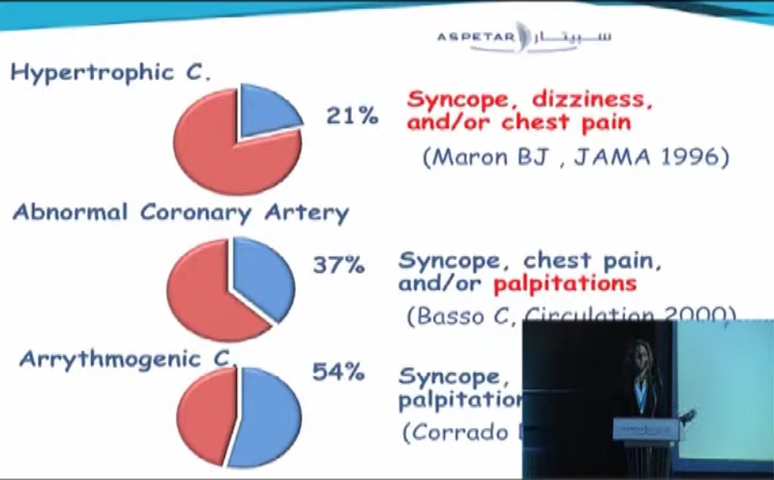 ASPETAR سبيتار
Hypertrophic C.
21%
Syncope, dizziness,
and/or chest pain
(Maron BJ , JAMA 1996)
Abnormal Coronary Artery
37%
Syncope, chest pain,
and/or palpitations
(Basso C, Circulation 2000)
Arrythmogenic C.
54%
Syncope,
(Corrado